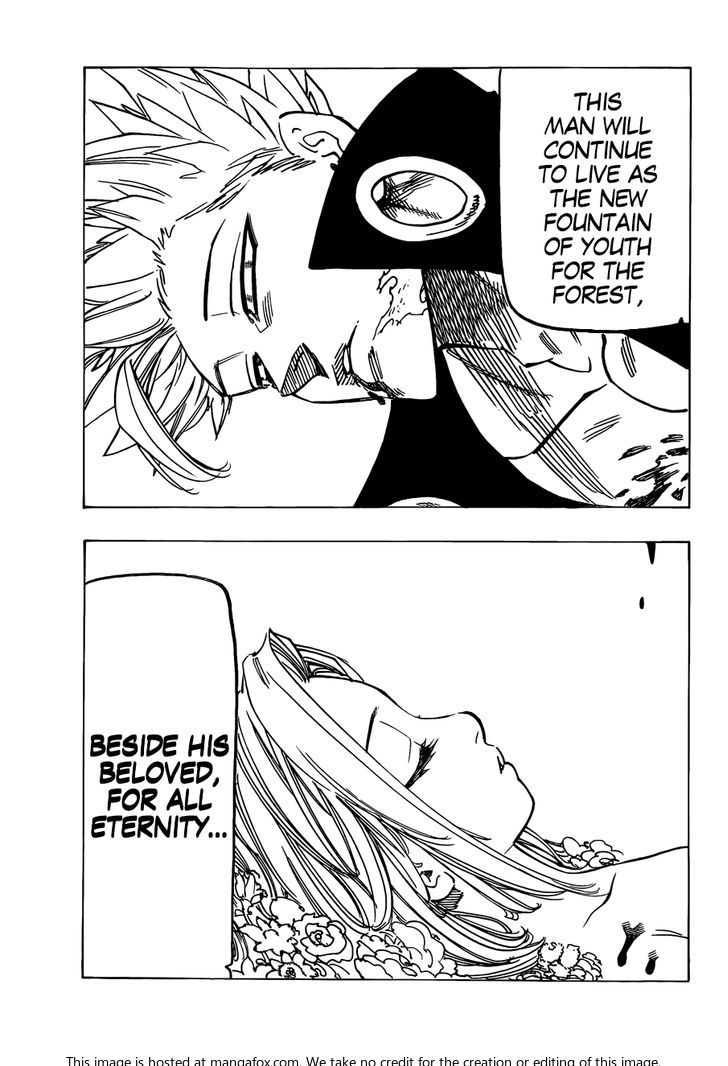 THIS
MAN WILL
CONTINUE
TO LIVE AS
THE NEW
FOUNTAIN
OF YOUTH
FOR THE
FOREST,
BESIDE HIS
BELOVED,
FOR ALL
ETERNITY...
This image is hosted at mangafox.com. We take no credit for the creation or editing of this image.